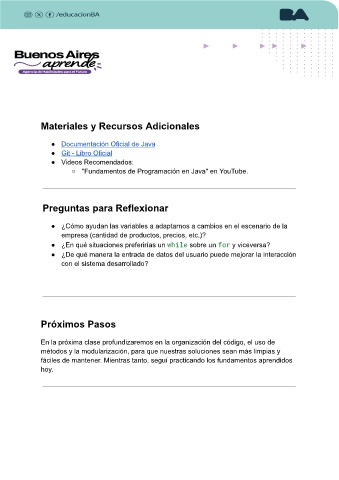 /educacionBA
BA
Buenos Aires
aprende
Agencia de Habilidades para el Futuro
Materiales y Recursos Adicionales
● Documentación Oficial de Java
● Git - Libro Oficial
● Videos Recomendados:
○ "Fundamentos de Programación en Java" en YouTube.
Preguntas para Reflexionar
● ¿Cómo ayudan las variables a adaptarnos a cambios en el escenario de la
empresa (cantidad de productos, precios, etc.)?
● ¿En qué situaciones preferirías un while sobre un for y viceversa?
● ¿De qué manera la entrada de datos del usuario puede mejorar la interacción
con el sistema desarrollado?
Próximos Pasos
En la próxima clase profundizaremos en la organización del código, el uso de
métodos y la modularización, para que nuestras soluciones sean más limpias y
fáciles de mantener. Mientras tanto, seguí practicando los fundamentos aprendidos
hoy.